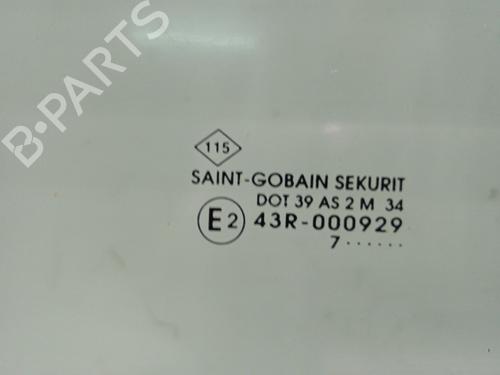 B-PARTS
115
SAINT-GOBAIN SEKURIT
DOT 39 AS 2 M 34
E2 43R-000929
7······